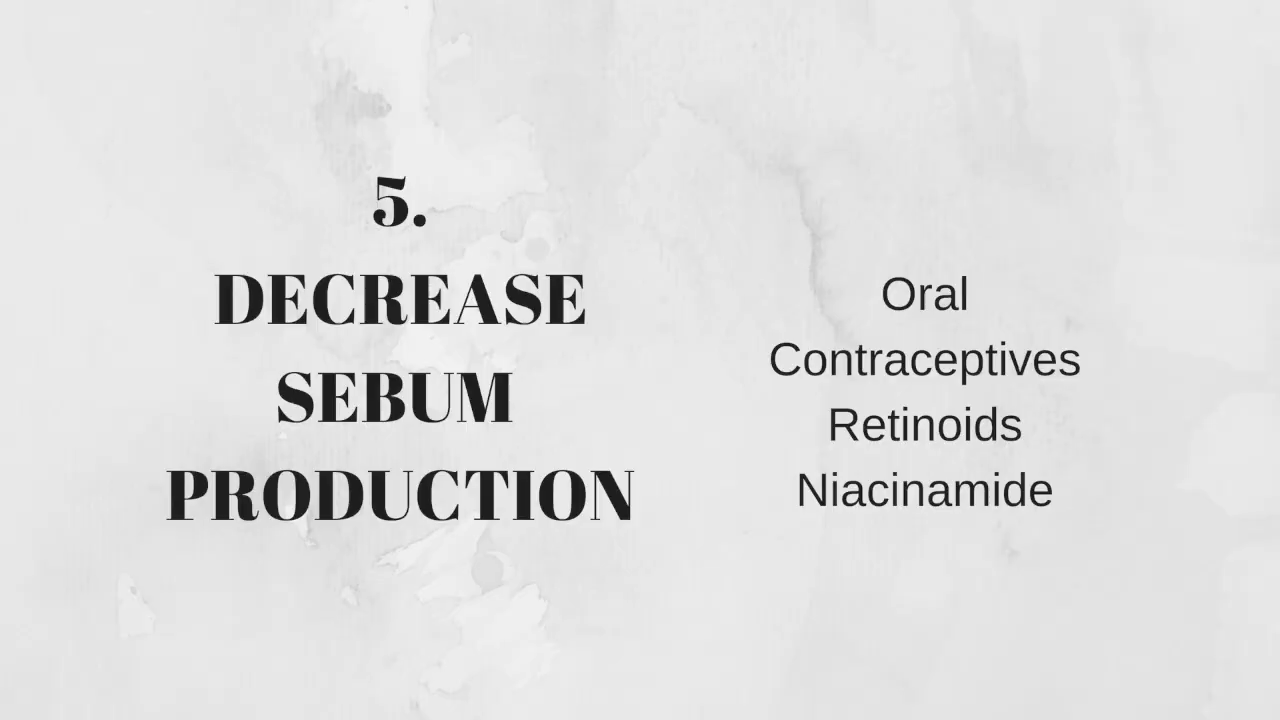 5.
DECREASE
SEBUM
PRODUCTION
Oral
Contraceptives
Retinoids
Niacinamide